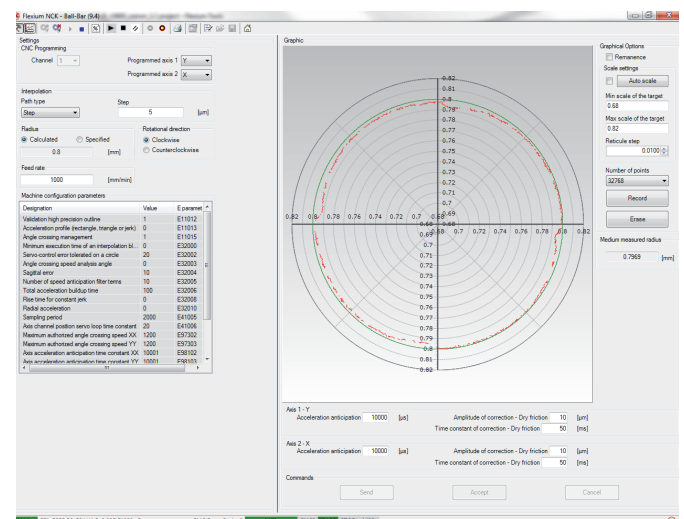 Flexium NCK - Ball-Bar (9.4)
Settings
CNC Programming
Channel 1
Programmed axis 1 Y
Programmed axis 2 X
Interpolation
Path type
Step
Step
5 [µm]
Radius
Calculated
Specified
0.8 [mm]
Rotational direction
Clockwise
Counterclockwise
Feed rate
1000 [mm/min]
Machine configuration parameters
Designation Value E paramet
Validation high precision outline 1 E11012
Acceleration profile (rectangle, triangle or jerk) 0 E11013
Angle crossing management 1 E11015
Minimum execution time of an interpolation bl... 0 E32000
Servo-control error tolerated on a circle 20 E32002
Angle crossing speed analysis angle 0 E32003
Sagittal error 10 E32004
Number of speed anticipation filter terms 10 E32005
Total acceleration buildup time 100 E32006
Rise time for constant jerk 0 E32008
Radial acceleration 0 E32010
Sampling period 2000 E41005
Axis channel position servo loop time constant 20 E41006
Maximum authorized angle crossing speed XX 1200 E97302
Maximum authorized angle crossing speed YY 1200 E97303
Axis acceleration anticipation time constant XX 10001 E98102
Axis acceleration anticipation time constant YY 10001 E98103
Graphic
0.82
0.81
0.8
0.79
0.78
0.77
0.76
0.75
0.74
0.73
0.72
0.71
0.7
0.69
0.82 0.8 0.78 0.76 0.74 0.72 0.7 0.68 0.7 0.72 0.74 0.76 0.78 0.8 0.82
0.69
0.7
0.71
0.72
0.73
0.74
0.75
0.76
0.77
0.78
0.79
0.8
0.81
0.82
Graphical Options
Remanence
Scale settings
Auto scale
Min scale of the target
0.68
Max scale of the target
0.82
Reticule step
0.0100
Number of points
32768
Record
Erase
Medium measured radius
0.7969 [mm]
Axis 1 - Y
Acceleration anticipation 10000 [µs] Amplitude of correction - Dry friction 10 [µm]
Time constant of correction - Dry friction 50 [ms]
Axis 2 - X
Acceleration anticipation 10000 [µs] Amplitude of correction - Dry friction 10 [µm]
Time constant of correction - Dry friction 50 [ms]
Commands
Send Accept Cancel